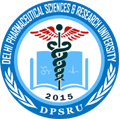 DELHI PHARMACEUTICAL SCIENCES & RESEARCH UNIVERSITY
2015
DPSRU